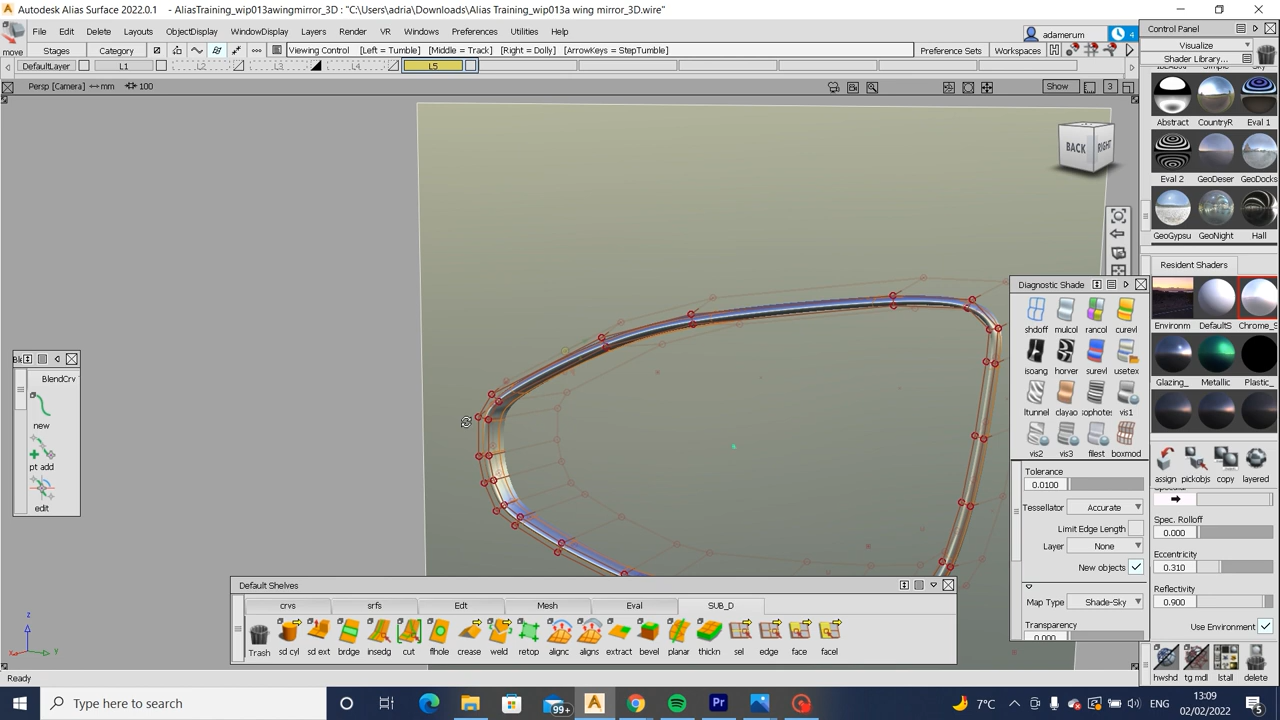 Autodesk Alias Surface 2022.0.1 - AliasTraining_wip013awingmirror_3D : "C:\Users\adria\Downloads\Alias Training_wip013a wing mirror_3D.wire"
File Edit Delete Layouts ObjectDisplay WindowDisplay Layers Render VR Windows Preferences Utilities Help
adamerum 4
move Stages Category Viewing Control [Left = Tumble] [Middle = Track] [Right = Dolly] [ArrowKeys = StepTumble] Preference Sets Workspaces
DefaultLayer L1 L2 L3 L4 L5
Persp [Camera] mm 100 Show 3
BACK RIGHT
Control Panel
Visualize
Shader Library...
Abstract CountryR Eval 1
Eval 2 GeoDeser GeoDocks
GeoGypsu GeoNight Hall
Resident Shaders
Environm DefaultS Chrome_S
Glazing_ Metallic Plastic_
assign pickobjs copy layered
Spec. Rolloff
0.000
Eccentricity
0.310
Reflectivity
0.900
Use Environment
hwshd tg mdl lstall delete
Diagnostic Shade
shdoff mulcol rancol curevl
isoang horver surevl usetex
ltunnel clayao sophotes vis1
vis2 vis3 filest boxmod
Tolerance
0.0100
Tessellator Accurate
Limit Edge Length
Layer None
New objects
Map Type Shade-Sky
Transparency
0.000
BlendCrv
new
pt add
edit
Default Shelves
crvs srfs Edt Mesh Eval SUB_D
Trash sd cyl sd ext brdge insedg cut flhole crease weld retop alignc aligns extract bevel planar thickn sel edge face facel
Ready
Type here to search
99+
7°C ENG
13:09
02/02/2022
5